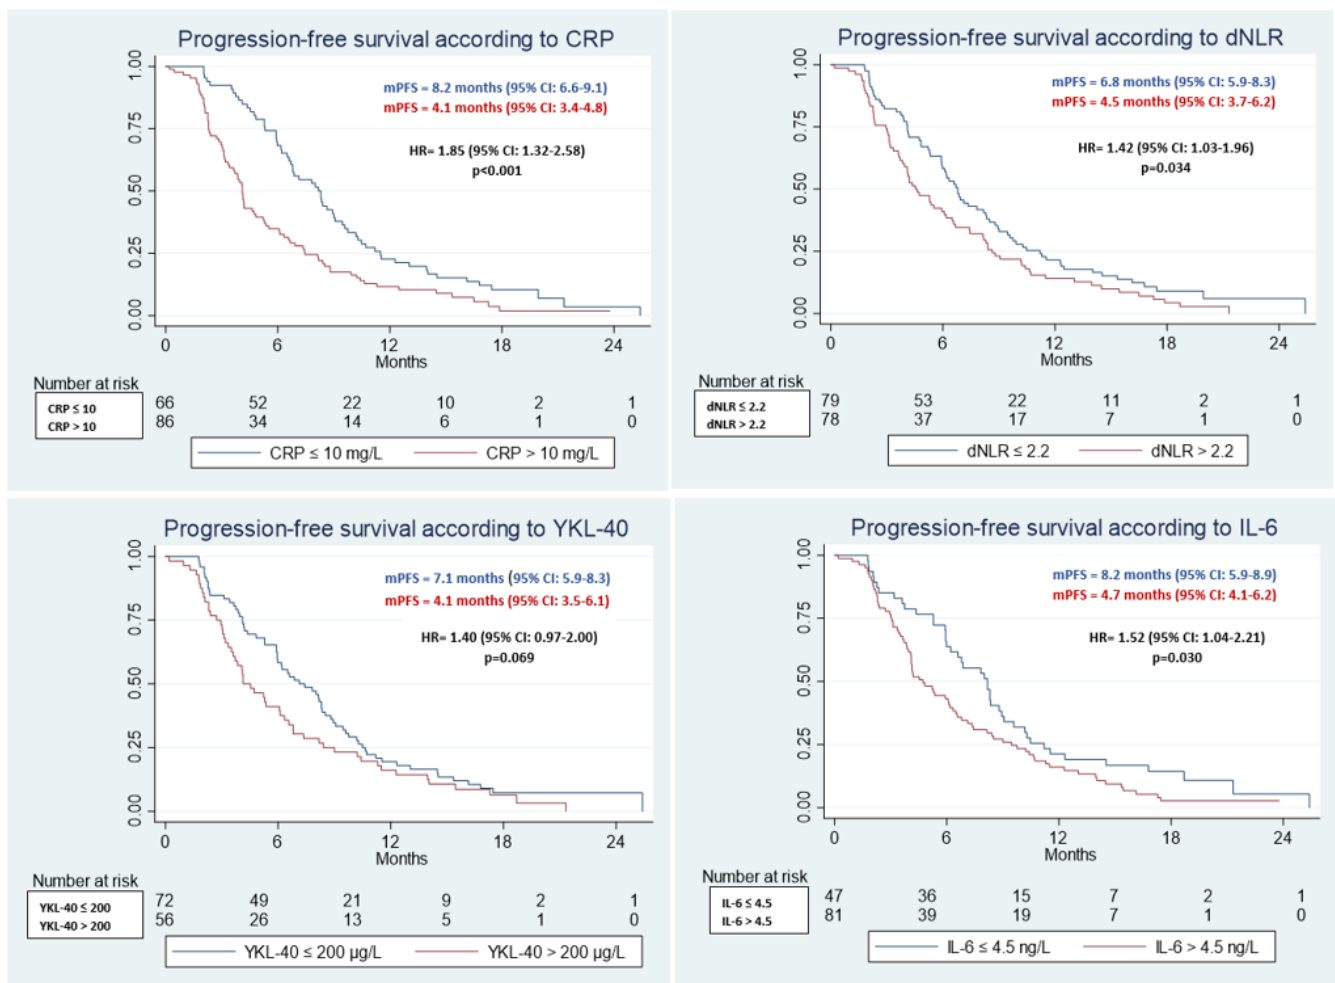 Progression-free survival according to CRP
mPFS = 8.2 months (95% CI: 6.6-9.1)
mPFS = 4.1 months (95% CI: 3.4-4.8)
HR= 1.85 (95% CI: 1.32-2.58)
p<0.001
1.00
0.75
0.50
0.25
0.00
0 6 12 18 24
Months
Number at risk
CRP ≤ 10 66 52 22 10 2 1
CRP > 10 86 34 14 6 1 0
CRP ≤ 10 mg/L CRP > 10 mg/L
Progression-free survival according to dNLR
mPFS = 6.8 months (95% CI: 5.9-8.3)
mPFS = 4.5 months (95% CI: 3.7-6.2)
HR= 1.42 (95% CI: 1.03-1.96)
p=0.034
1.00
0.75
0.50
0.25
0.00
0 6 12 18 24
Months
Number at risk
dNLR ≤ 2.2 79 53 22 11 2 1
dNLR > 2.2 78 37 17 7 1 0
dNLR ≤ 2.2 dNLR > 2.2
Progression-free survival according to YKL-40
mPFS = 7.1 months (95% CI: 5.9-8.3)
mPFS = 4.1 months (95% CI: 3.5-6.1)
HR= 1.40 (95% CI: 0.97-2.00)
p=0.069
1.00
0.75
0.50
0.25
0.00
0 6 12 18 24
Months
Number at risk
YKL-40 ≤ 200 72 49 21 9 2 1
YKL-40 > 200 56 26 13 5 1 0
YKL-40 ≤ 200 µg/L YKL-40 > 200 µg/L
Progression-free survival according to IL-6
mPFS = 8.2 months (95% CI: 5.9-8.9)
mPFS = 4.7 months (95% CI: 4.1-6.2)
HR= 1.52 (95% CI: 1.04-2.21)
p=0.030
1.00
0.75
0.50
0.25
0.00
0 6 12 18 24
Months
Number at risk
IL-6 ≤ 4.5 47 36 15 7 2 1
IL-6 > 4.5 81 39 19 7 1 0
IL-6 ≤ 4.5 ng/L IL-6 > 4.5 ng/L